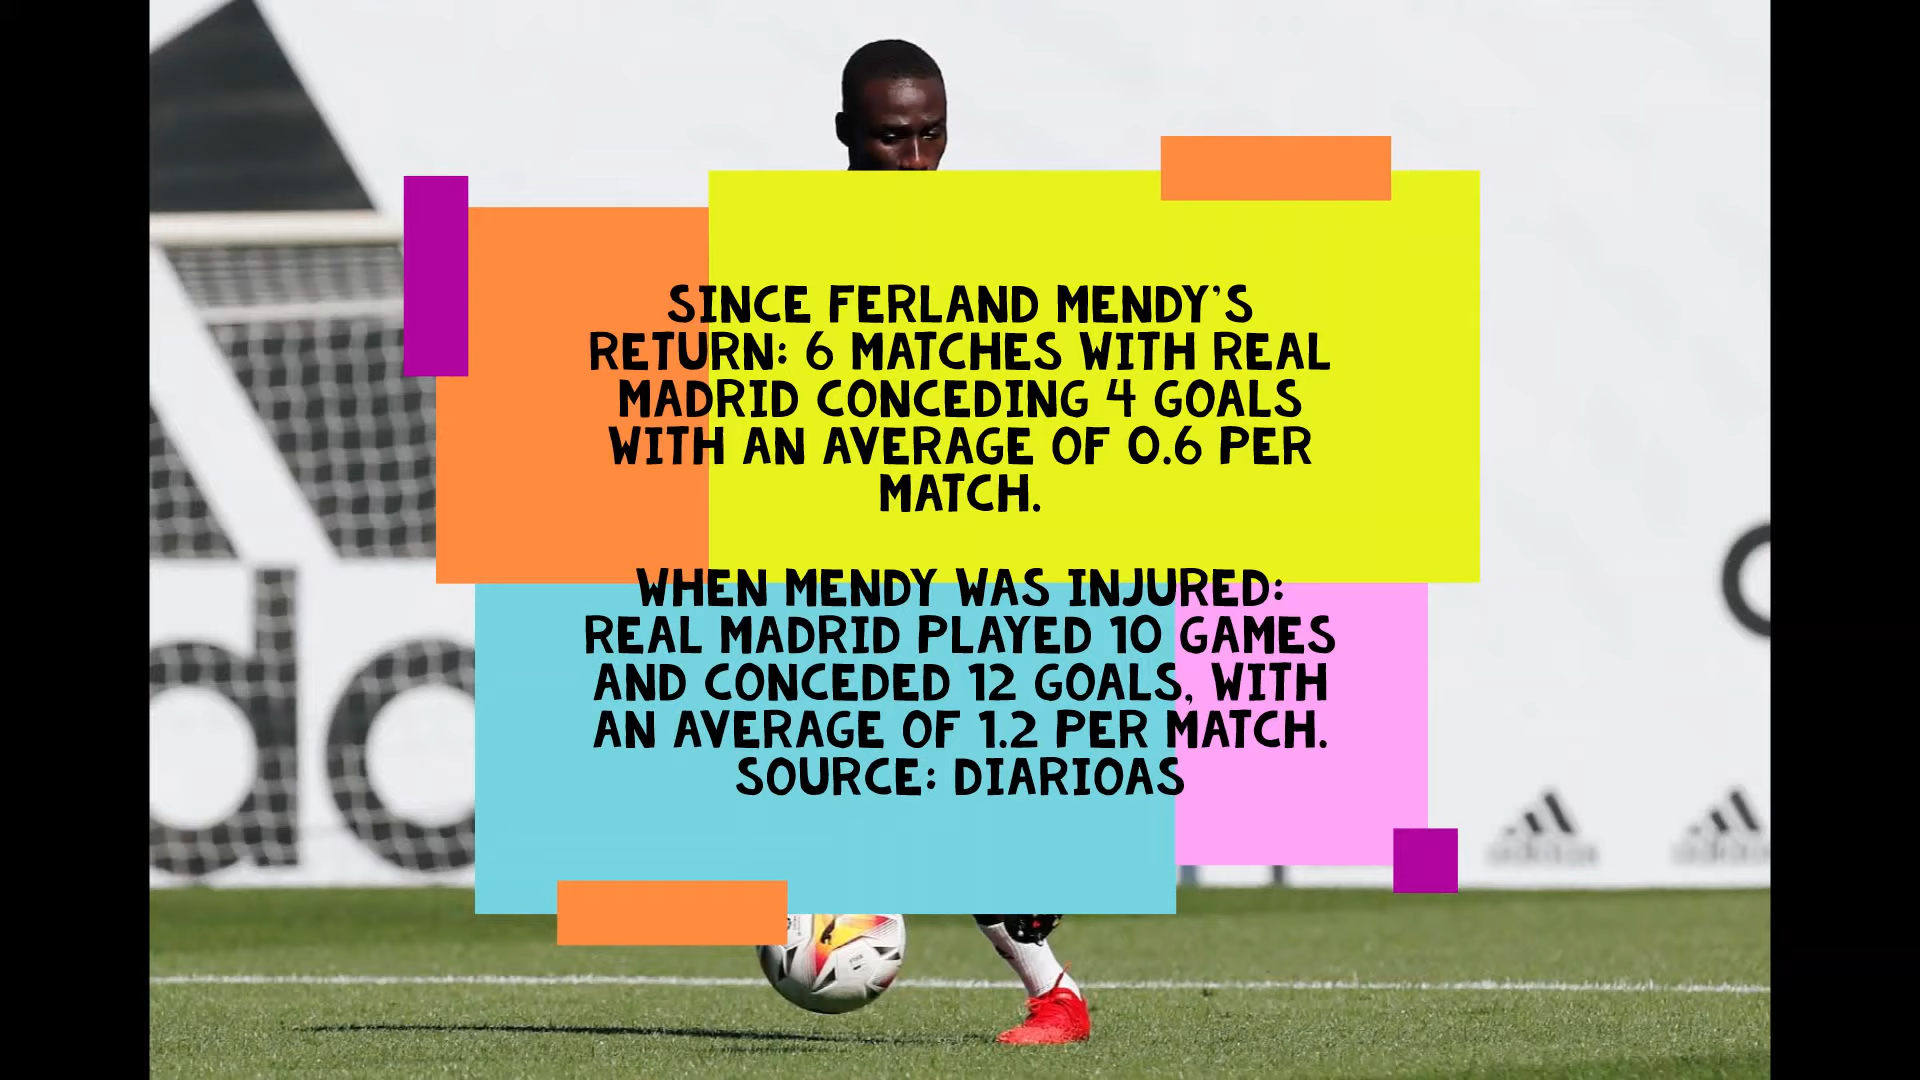 SINCE FERLAND MENDY'S
RETURN: 6 MATCHES WITH REAL
MADRID CONCEDING 4 GOALS
WITH AN AVERAGE OF 0.6 PER
MATCH.
WHEN MENDY WAS INJURED:
REAL MADRID PLAYED 10 GAMES
AND CONCEDED 12 GOALS, WITH
AN AVERAGE OF 1.2 PER MATCH.
SOURCE: DIARIOAS
adidas
adidas